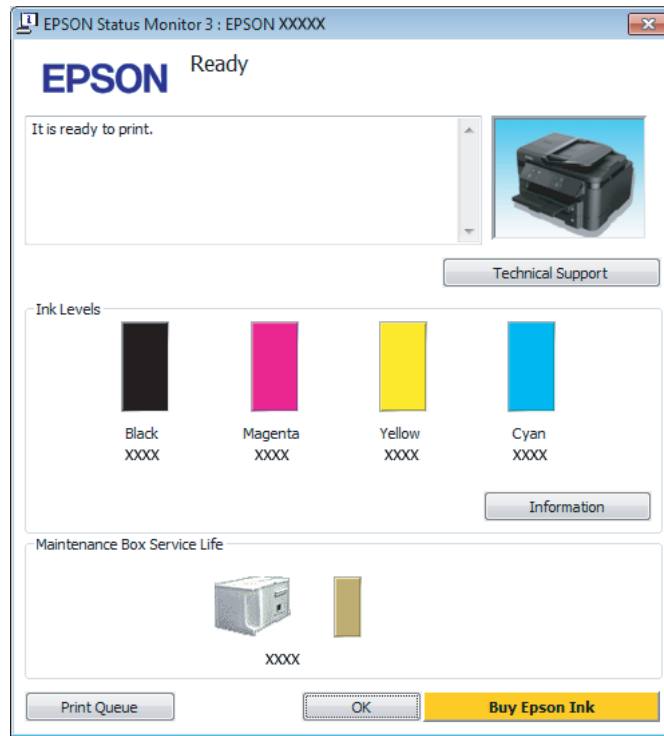 EPSON Status Monitor 3 : EPSON XXXXX
EPSON
Ready
It is ready to print.
Technical Support
Ink Levels
Black Magenta Yellow Cyan
XXXX XXXX XXXX XXXX
Information
Maintenance Box Service Life
XXXX
Print Queue OK Buy Epson Ink